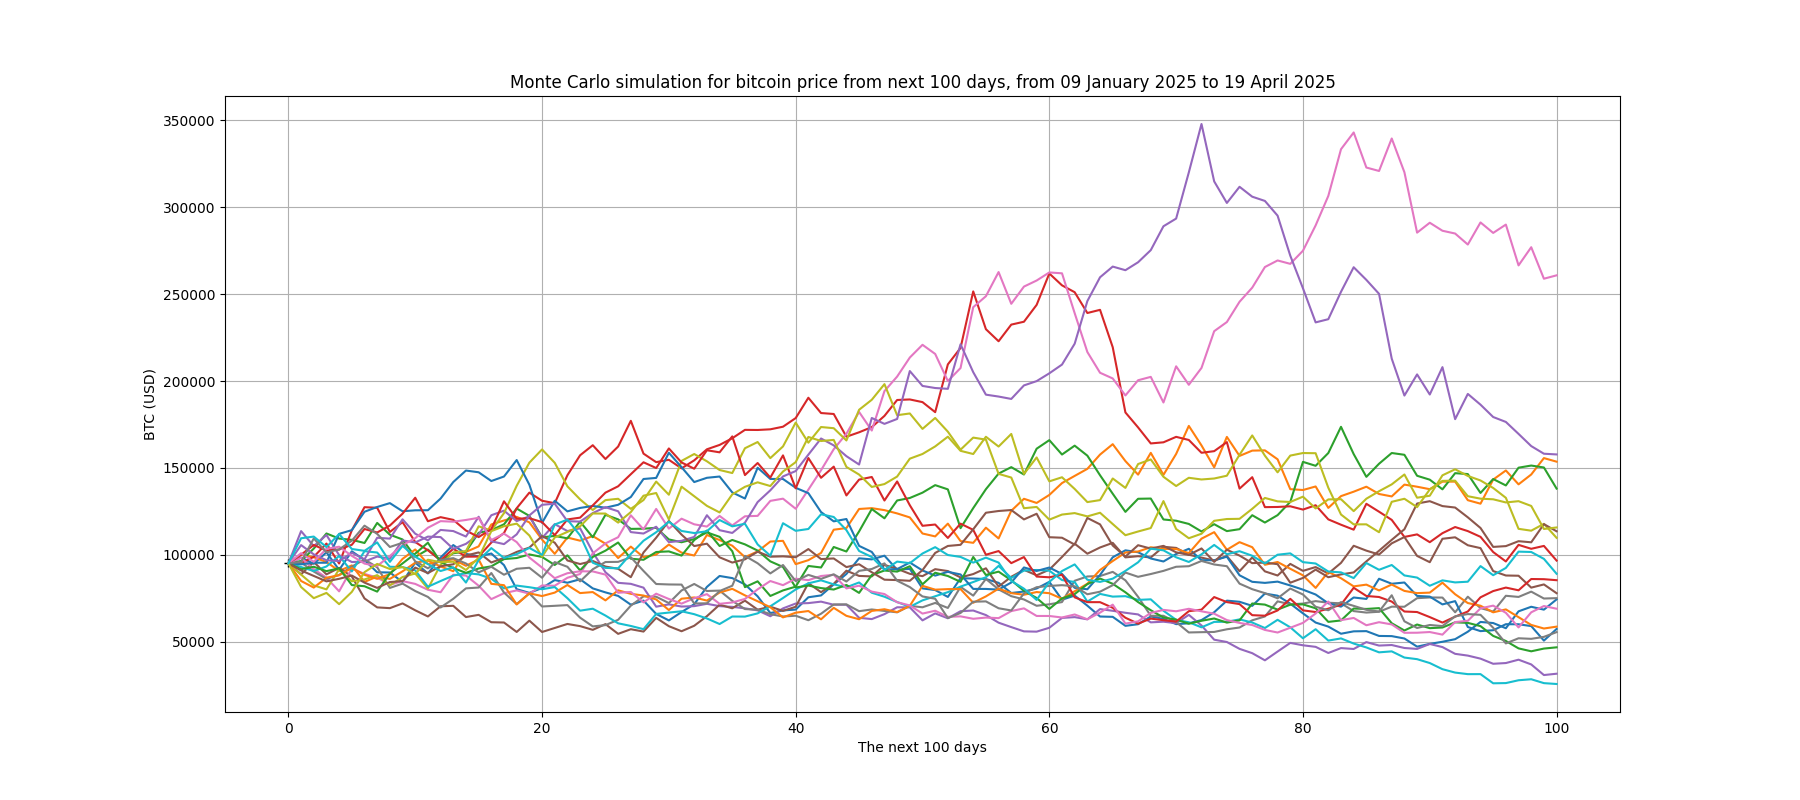 Monte Carlo simulation for bitcoin price from next 100 days, from 09 January 2025 to 19 April 2025
350000
300000
250000
200000
150000
100000
50000
BTC (USD)
0 20 40 60 80 100
The next 100 days